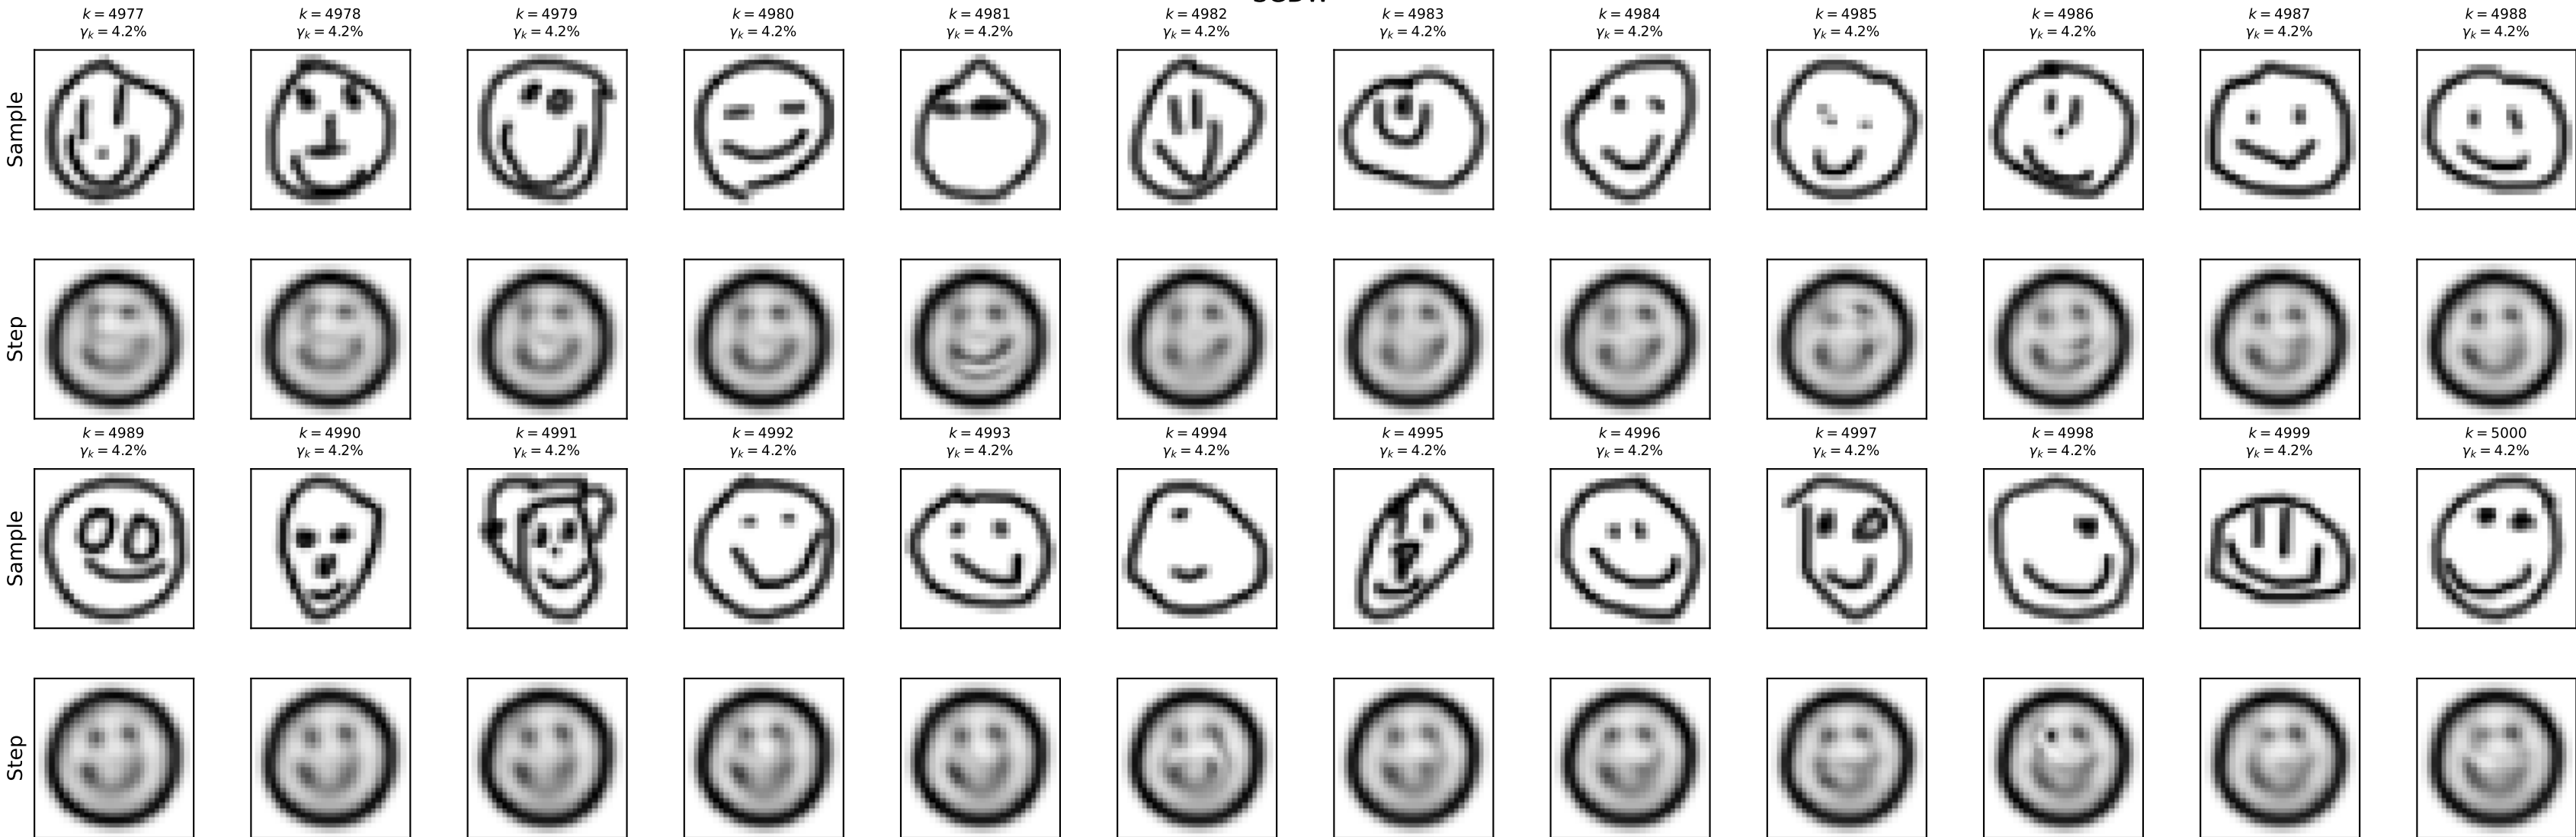 k = 4977 k = 4978 k = 4979 k = 4980 k = 4981 k = 4982 k = 4983 k = 4984 k = 4985 k = 4986 k = 4987 k = 4988
γk = 4.2% γk = 4.2% γk = 4.2% γk = 4.2% γk = 4.2% γk = 4.2% γk = 4.2% γk = 4.2% γk = 4.2% γk = 4.2% γk = 4.2% γk = 4.2%
Sample
Step
k = 4989 k = 4990 k = 4991 k = 4992 k = 4993 k = 4994 k = 4995 k = 4996 k = 4997 k = 4998 k = 4999 k = 5000
γk = 4.2% γk = 4.2% γk = 4.2% γk = 4.2% γk = 4.2% γk = 4.2% γk = 4.2% γk = 4.2% γk = 4.2% γk = 4.2% γk = 4.2% γk = 4.2%
Sample
Step